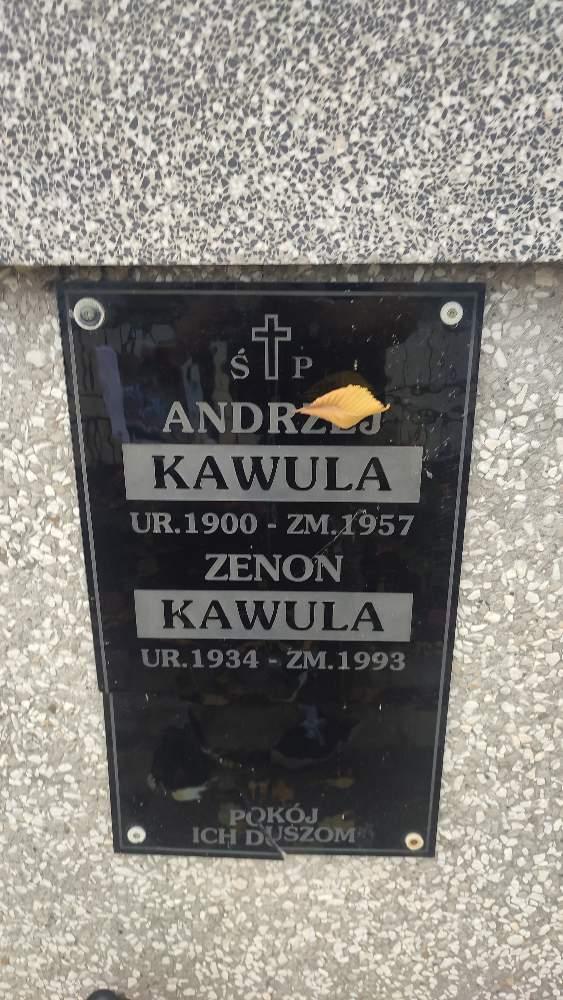 Ś P
ANDRZEJ
KAWULA
UR.1900 - ZM.1957
ZENON
KAWULA
UR.1934 - ZM.1993
POKÓJ
ICH DUSZOM